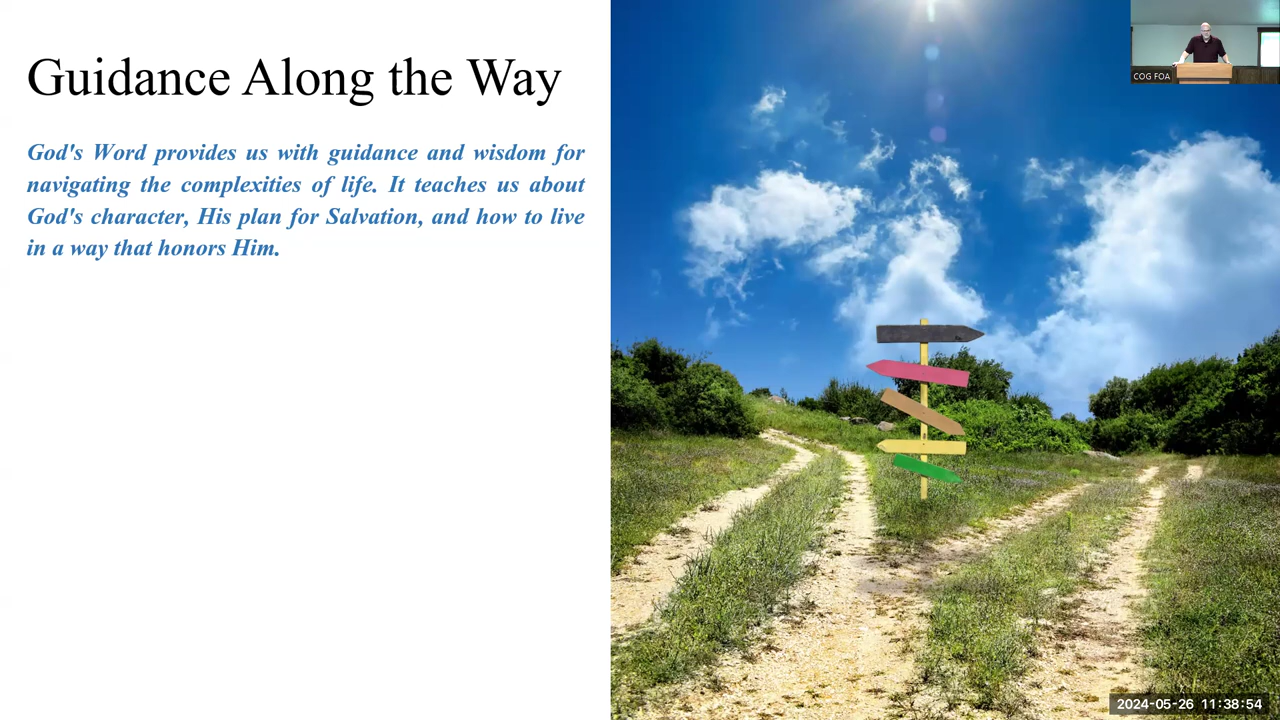 Guidance Along the Way
God's Word provides us with guidance and wisdom for
navigating the complexities of life. It teaches us about
God's character, His plan for Salvation, and how to live
in a way that honors Him.
COG FOA
2024-05-26 11:38:54